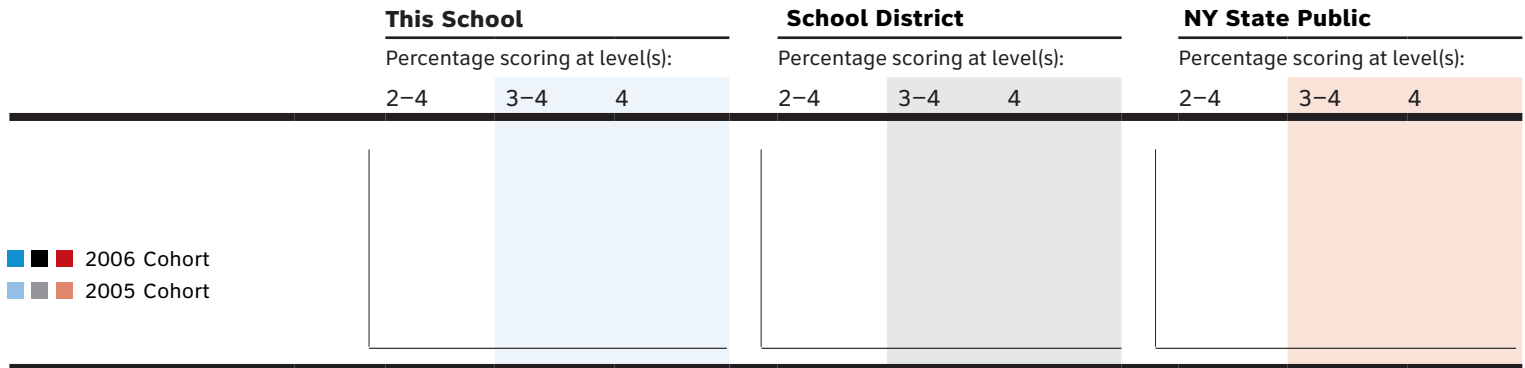 This School School District NY State Public
Percentage scoring at level(s): Percentage scoring at level(s): Percentage scoring at level(s):
2–4 3–4 4 2–4 3–4 4 2–4 3–4 4
2006 Cohort
2005 Cohort